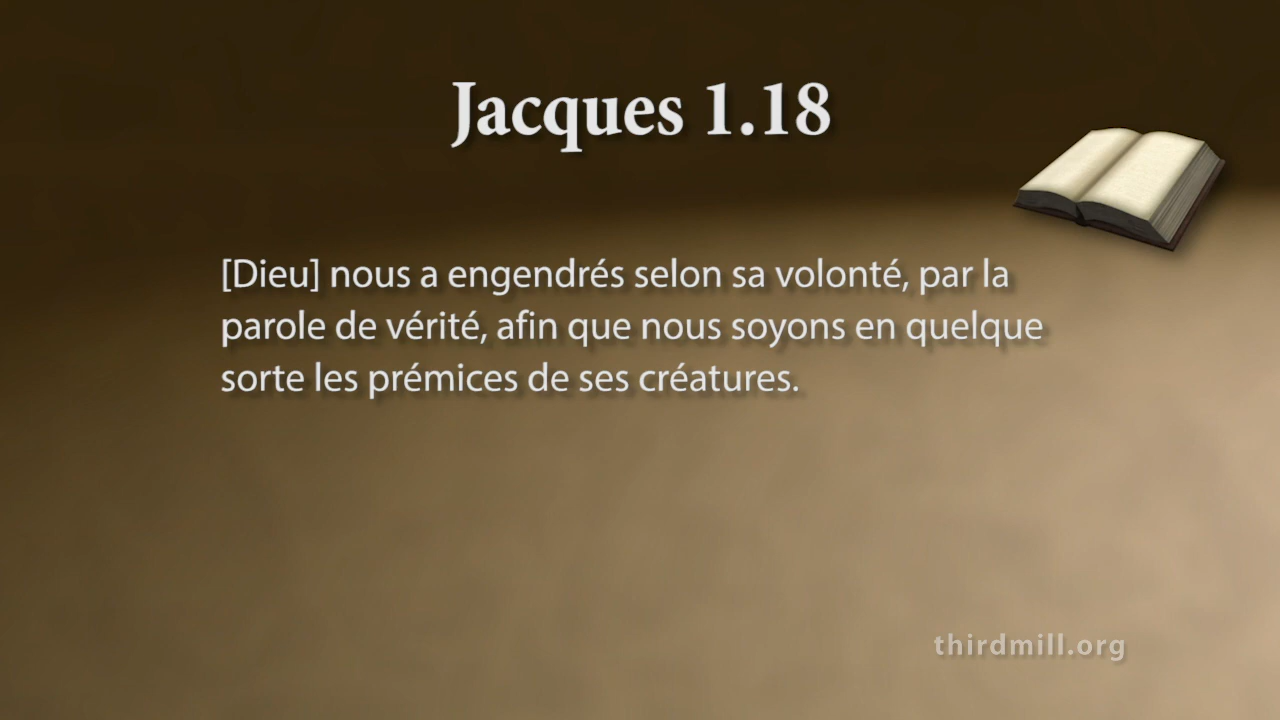 Jacques 1.18
[Dieu] nous a engendrés selon sa volonté, par la
parole de vérité, afin que nous soyons en quelque
sorte les prémices de ses créatures.
thirdmill.org